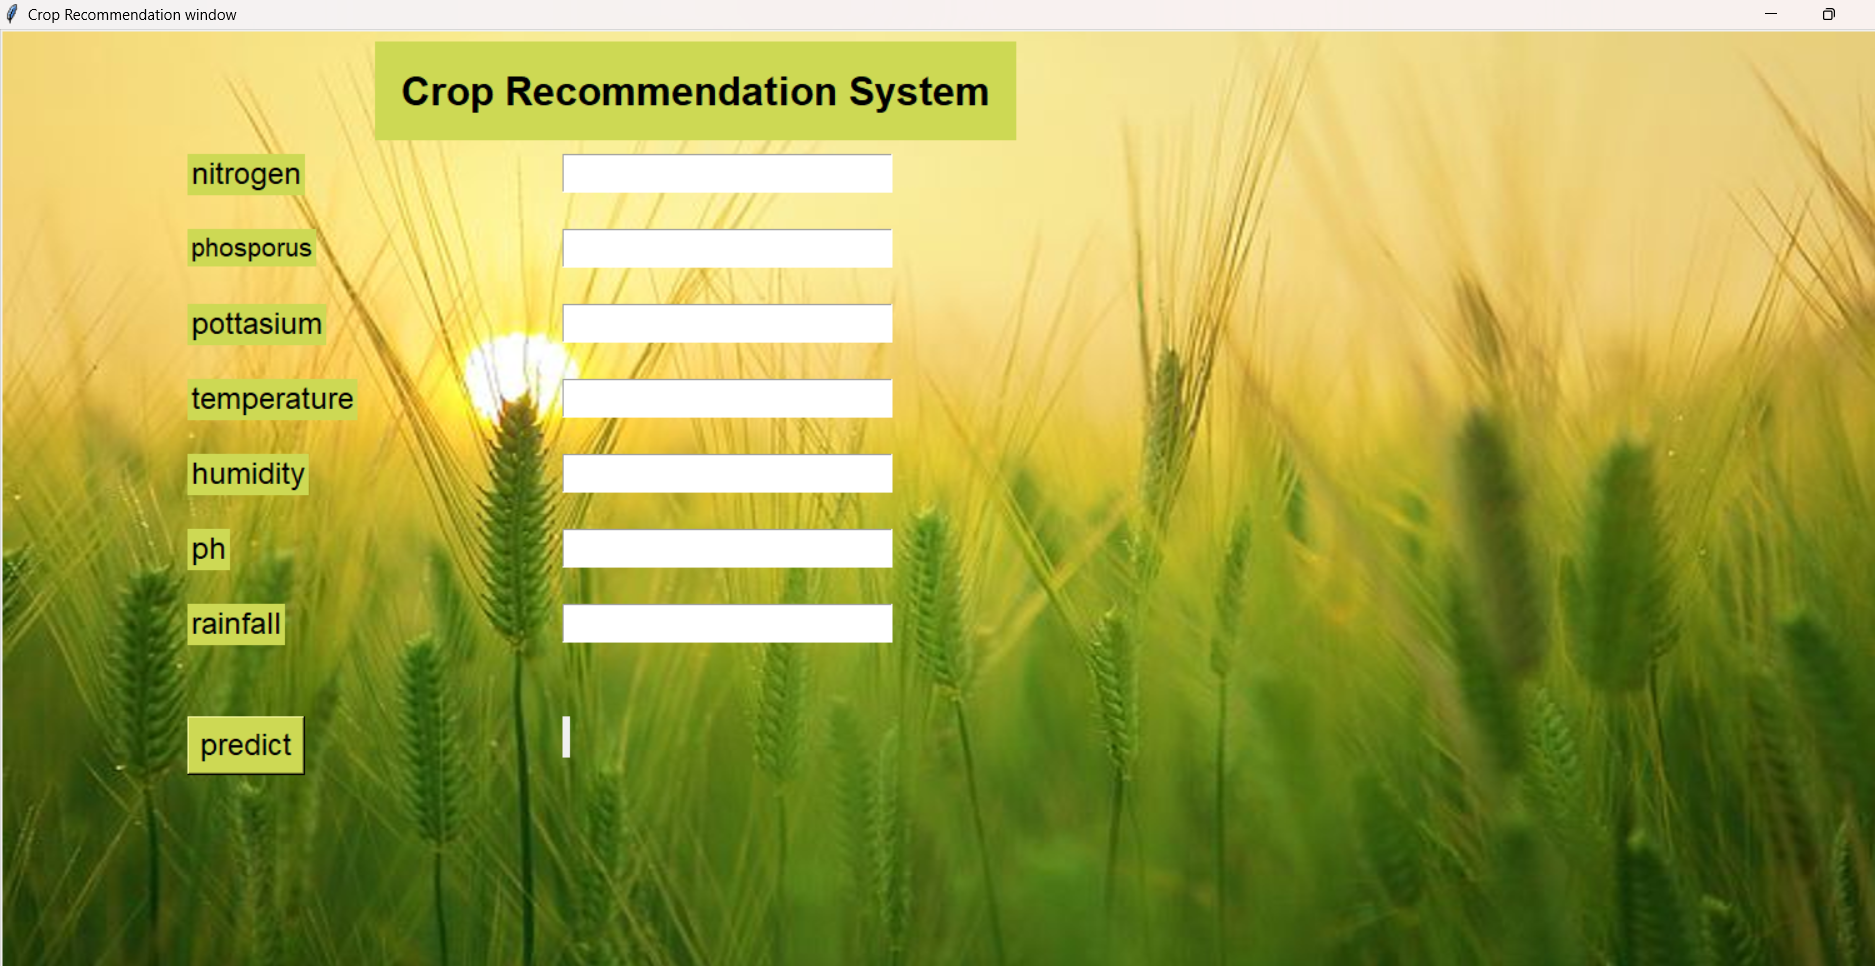 Crop Recommendation window
Crop Recommendation System
nitrogen
phosporus
pottasium
temperature
humidity
ph
rainfall
predict